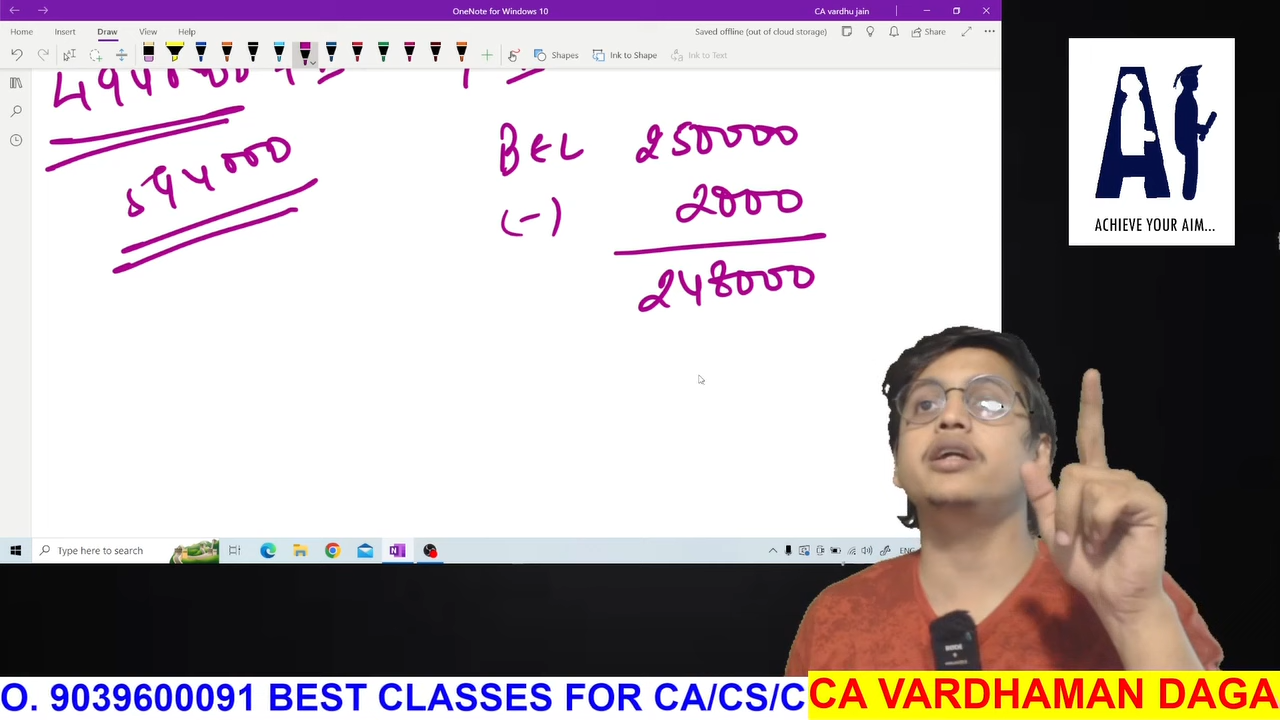 OneNote for Windows 10
CA vardhu jain
Home Insert Draw View Help
Saved offline (out of cloud storage)
Share
Shapes
Ink to Shape
Ink to Text
594000
BEL 250000
(-) 2000
248000
ACHIEVE YOUR AIM...
Type here to search
ENG
O. 9039600091 BEST CLASSES FOR CA/CS/C
CA VARDHAMAN DAGA